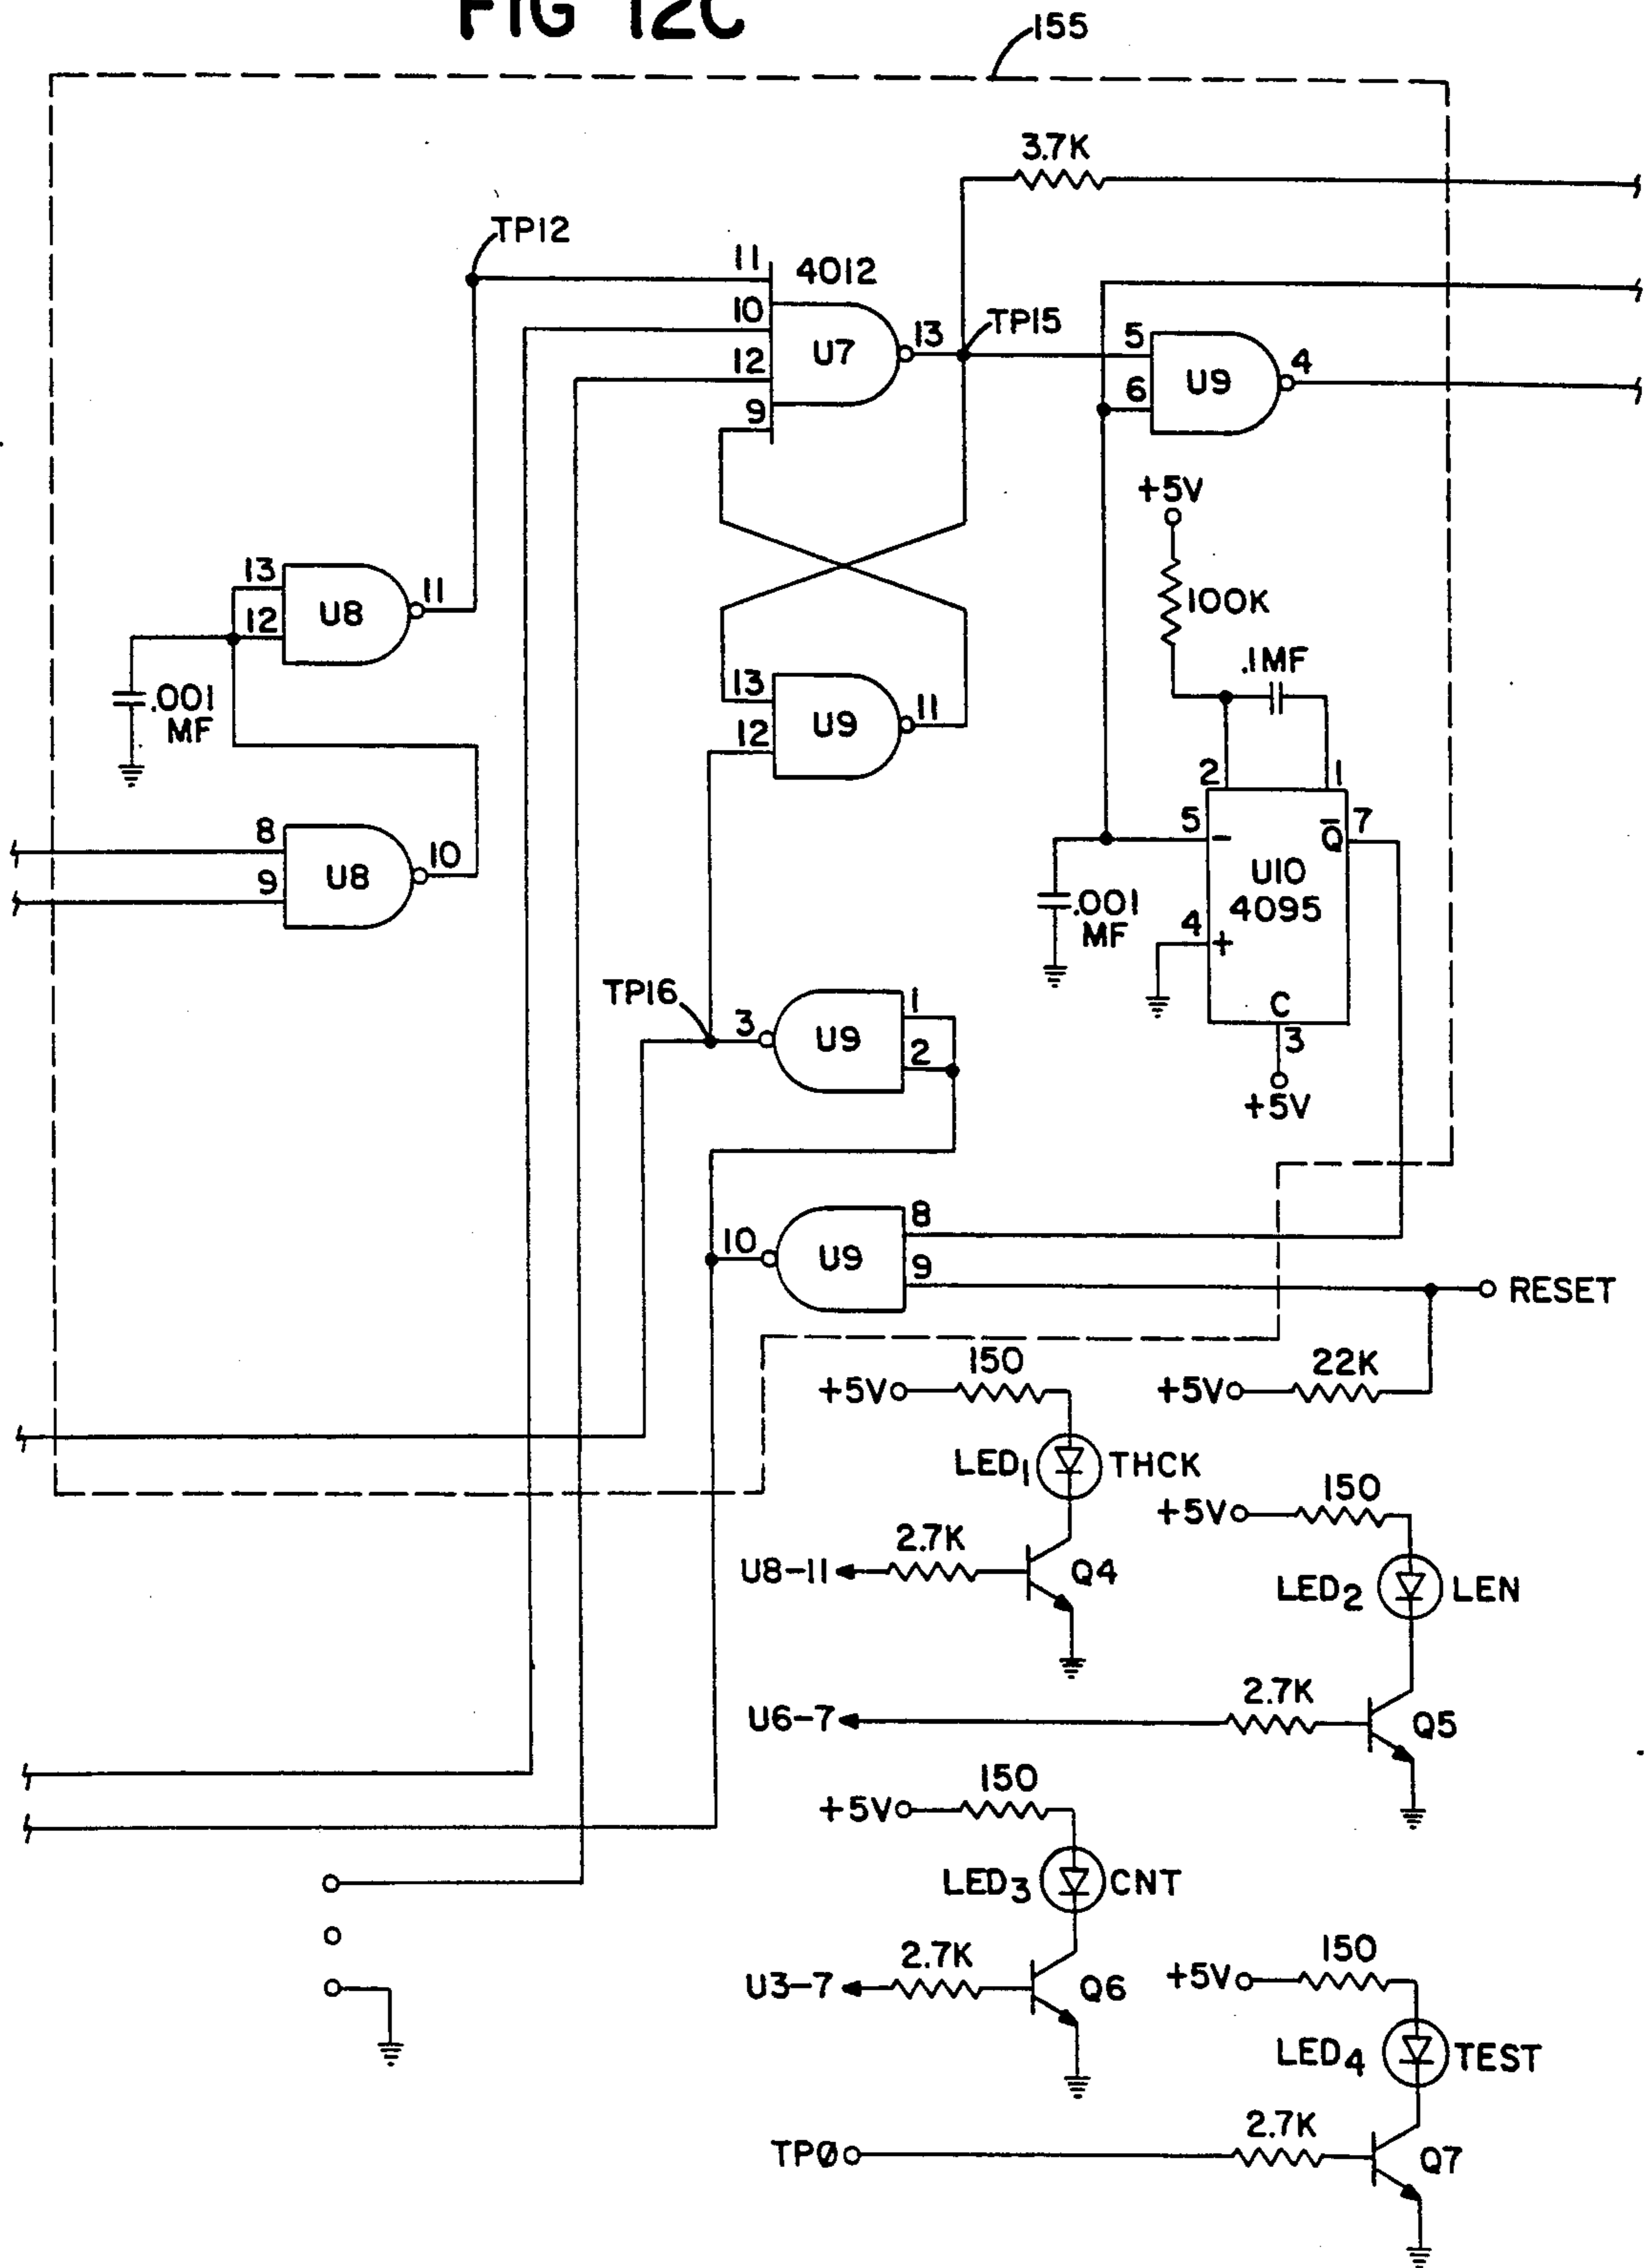 FIG 12C
155
3.7K
TP12
11
4012
10
12
9
U7
13
TP15
5
6
U9
4
+5V
100K
.1MF
13
12
U8
11
.001
MF
13
12
U9
11
2
1
5
-
Q̅
7
U10
4095
4
+
C
3
+5V
.001
MF
8
9
U8
10
TP16
3
U9
1
2
10
U9
8
9
RESET
+5V
22K
+5V
150
LED1
THCK
U8-11
2.7K
Q4
+5V
150
LED2
LEN
U6-7
2.7K
Q5
+5V
150
LED3
CNT
U3-7
2.7K
Q6
+5V
150
LED4
TEST
TPØ
2.7K
Q7